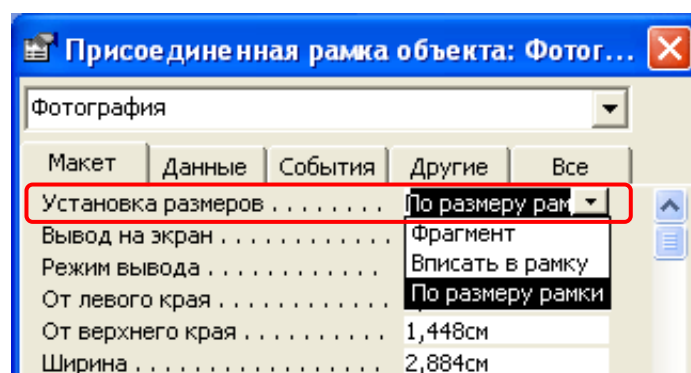 Присоединенная рамка объекта: Фотог...
Фотография
Макет Данные События Другие Все
Установка размеров . . . . . . . . По размеру рам
Вывод на экран . . . . . . . . . . . . Фрагмент
Режим вывода . . . . . . . . . . . . Вписать в рамку
От левого края . . . . . . . . . . . . По размеру рамки
От верхнего края . . . . . . . . . . 1,448см
Ширина . . . . . . . . . . . . . . . . . 2,884см